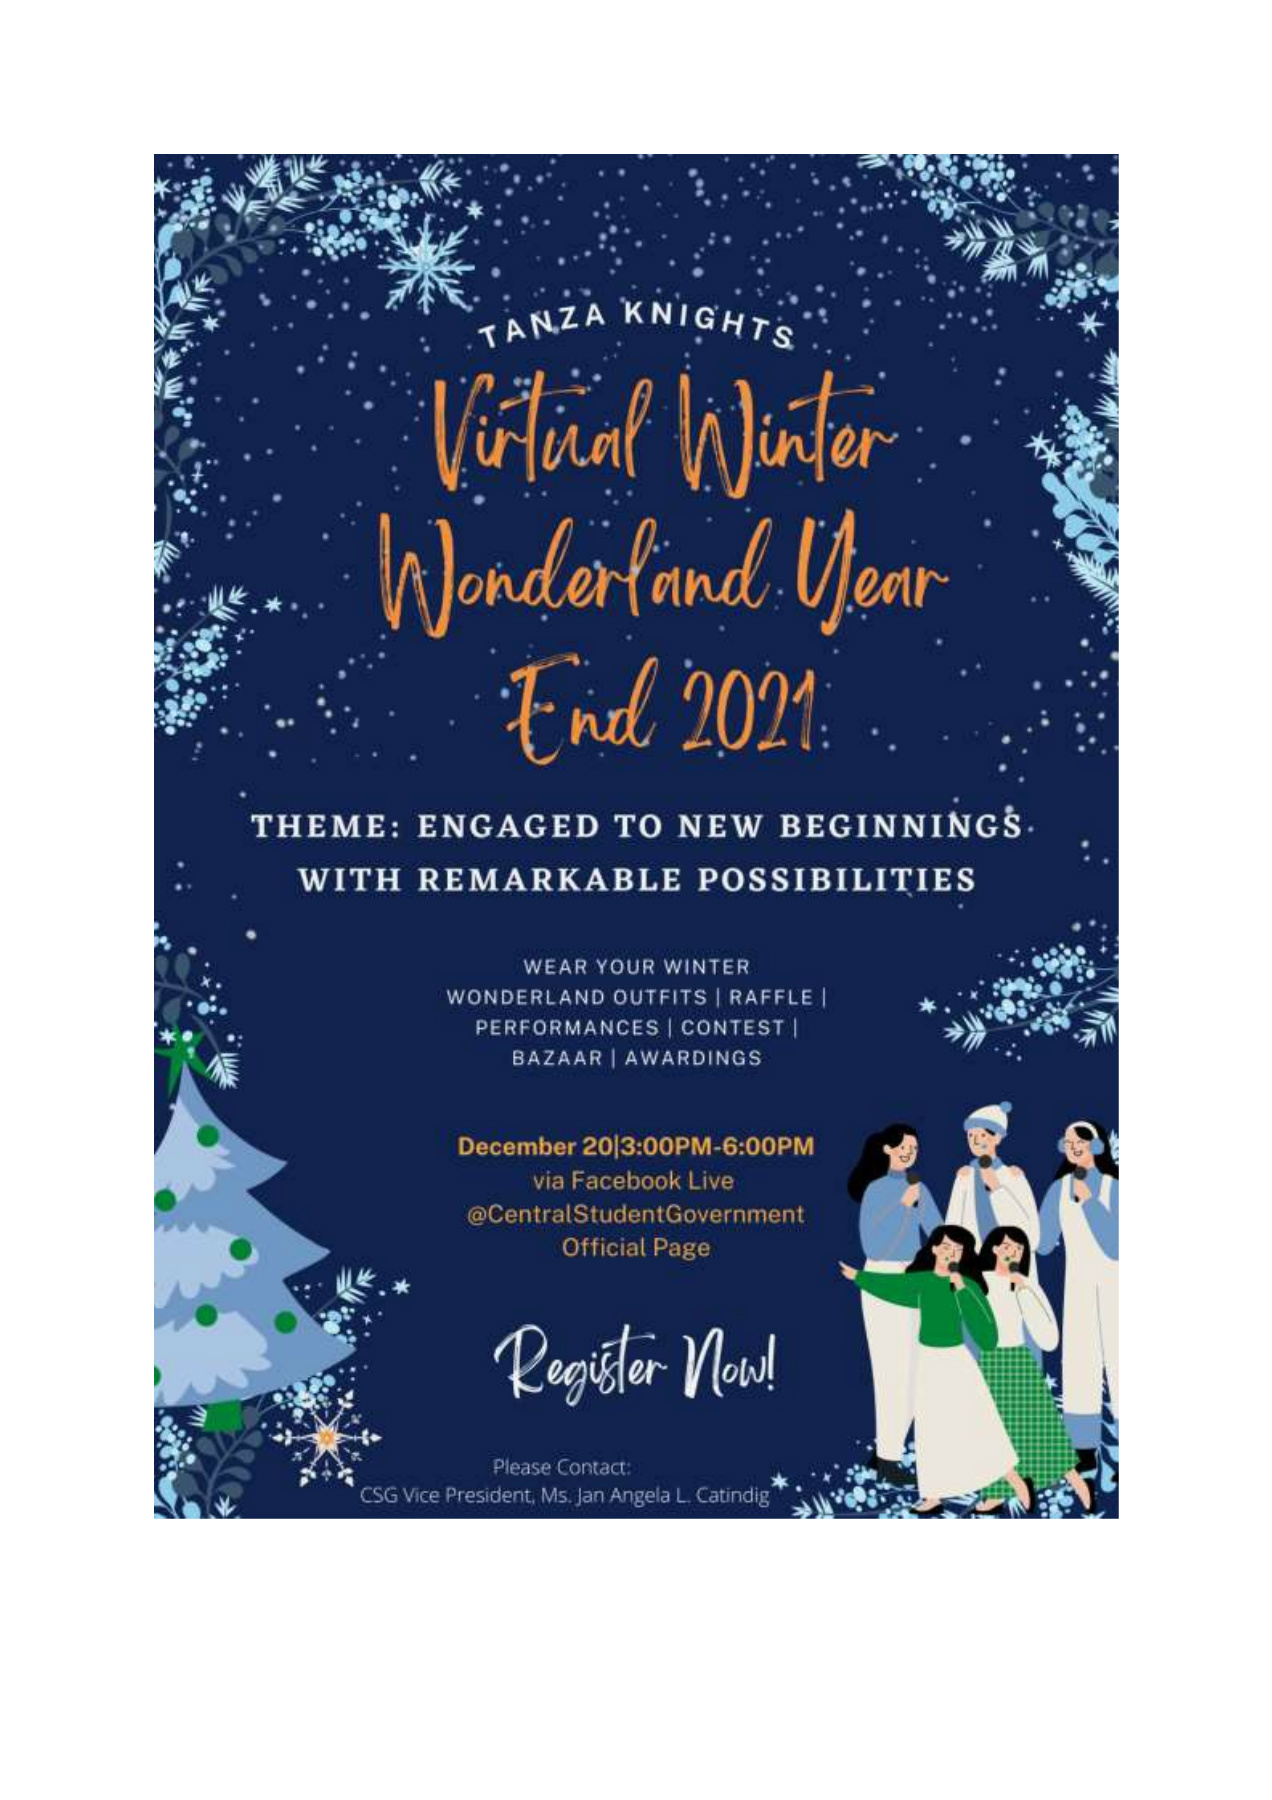 TANZA KNIGHTS
Virtual Winter
Wonderland Year
End 2021
THEME: ENGAGED TO NEW BEGINNINGS
WITH REMARKABLE POSSIBILITIES
WEAR YOUR WINTER
WONDERLAND OUTFITS | RAFFLE |
PERFORMANCES | CONTEST |
BAZAAR | AWARDINGS
December 20|3:00PM-6:00PM
via Facebook Live
@CentralStudentGovernment
Official Page
Register Now!
Please Contact:
CSG Vice President, Ms. Jan Angela L. Catindig